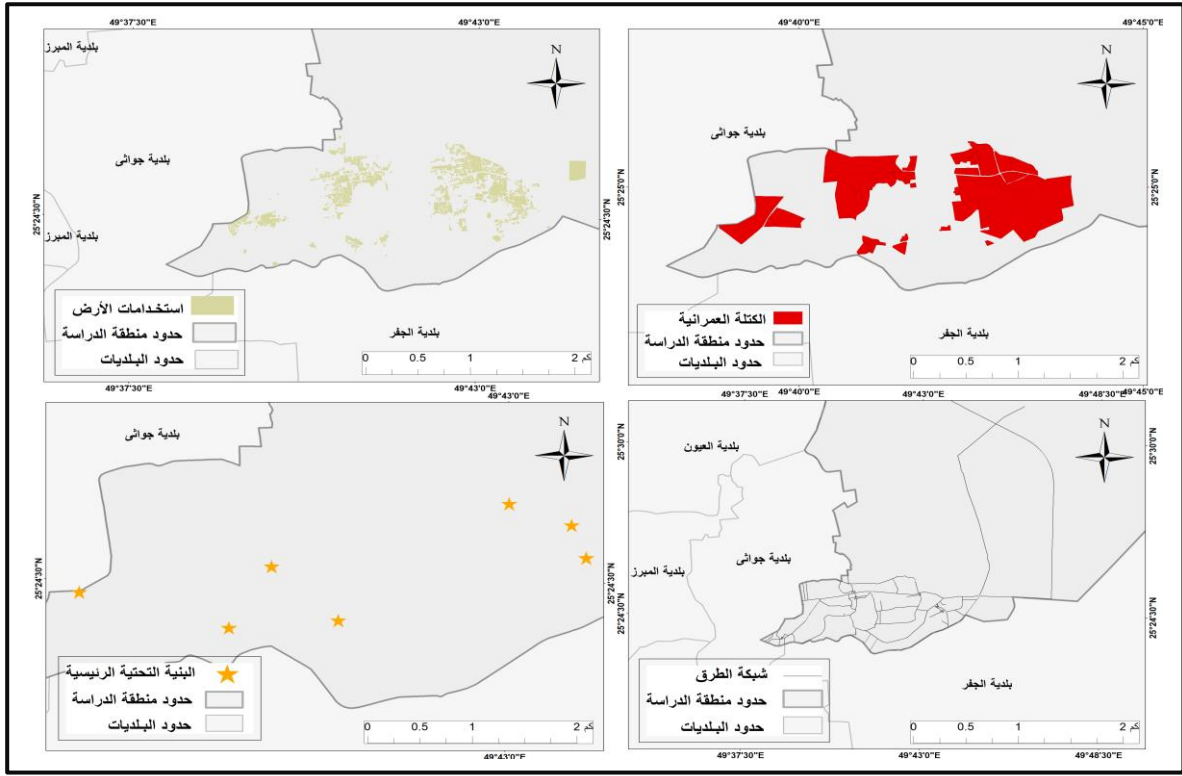 49°37'30"E 49°43'0"E
بلدية المبرز
N
بلدية جواثى
25°24'30"N
25°24'30"N
بلدية المبرز
استخدامات الأرض
حدود منطقة الدراسة
حدود البلديات
بلدية الجفر
0 0.5 1 2 كم
49°37'30"E 49°43'0"E
49°40'0"E 49°45'0"E
N
بلدية جواثى
25°25'0"N
25°25'0"N
الكتلة العمرانية
حدود منطقة الدراسة
حدود البلديات
بلدية الجفر
0 0.5 1 2 كم
49°40'0"E 49°45'0"E
49°43'0"E
بلدية جواثى
N
25°24'30"N
25°24'30"N
البنية التحتية الرئيسية
حدود منطقة الدراسة
حدود البلديات
0 0.5 1 2 كم
49°43'0"E
49°37'30"E 49°43'0"E 49°48'30"E
N
بلدية العيون
25°30'0"N
25°30'0"N
بلدية جواثى
بلدية المبرز
25°24'30"N
25°24'30"N
شبكة الطرق
حدود منطقة الدراسة
حدود البلديات
بلدية الجفر
0 0.5 1 2 كم
49°37'30"E 49°43'0"E 49°48'30"E